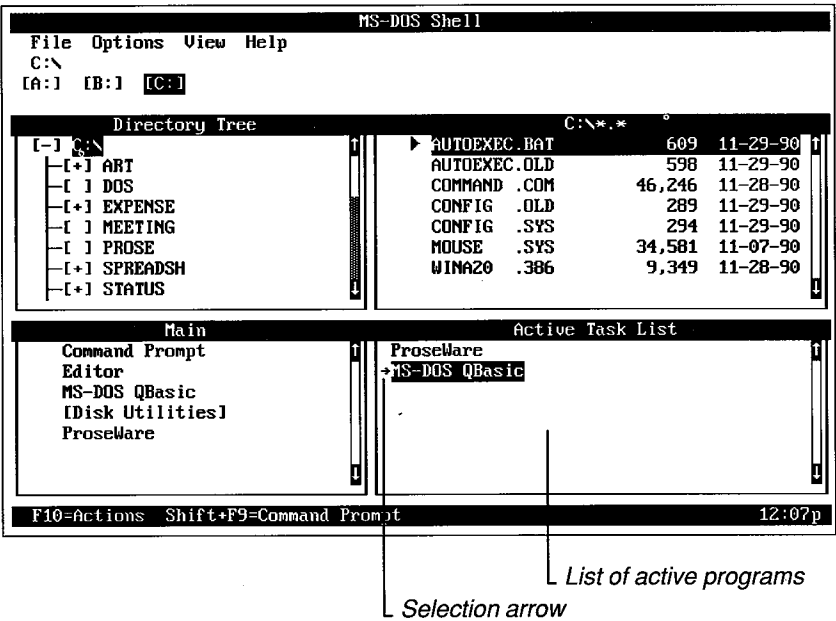 MS-DOS Shell
File Options View Help
C:\
[A:] [B:] [C:]
Directory Tree
[-] C:\
[+] ART
[ ] DOS
[+] EXPENSE
[ ] MEETING
[ ] PROSE
[+] SPREADSH
[+] STATUS
C:\*.*
AUTOEXEC.BAT 609 11-29-90
AUTOEXEC.OLD 598 11-29-90
COMMAND .COM 46,246 11-28-90
CONFIG .OLD 289 11-29-90
CONFIG .SYS 294 11-29-90
MOUSE .SYS 34,581 11-07-90
WINA20 .386 9,349 11-28-90
Main
Command Prompt
Editor
MS-DOS QBasic
[Disk Utilities]
ProseWare
Active Task List
ProseWare
MS-DOS QBasic
F10=Actions Shift+F9=Command Prompt 12:07p
List of active programs
Selection arrow